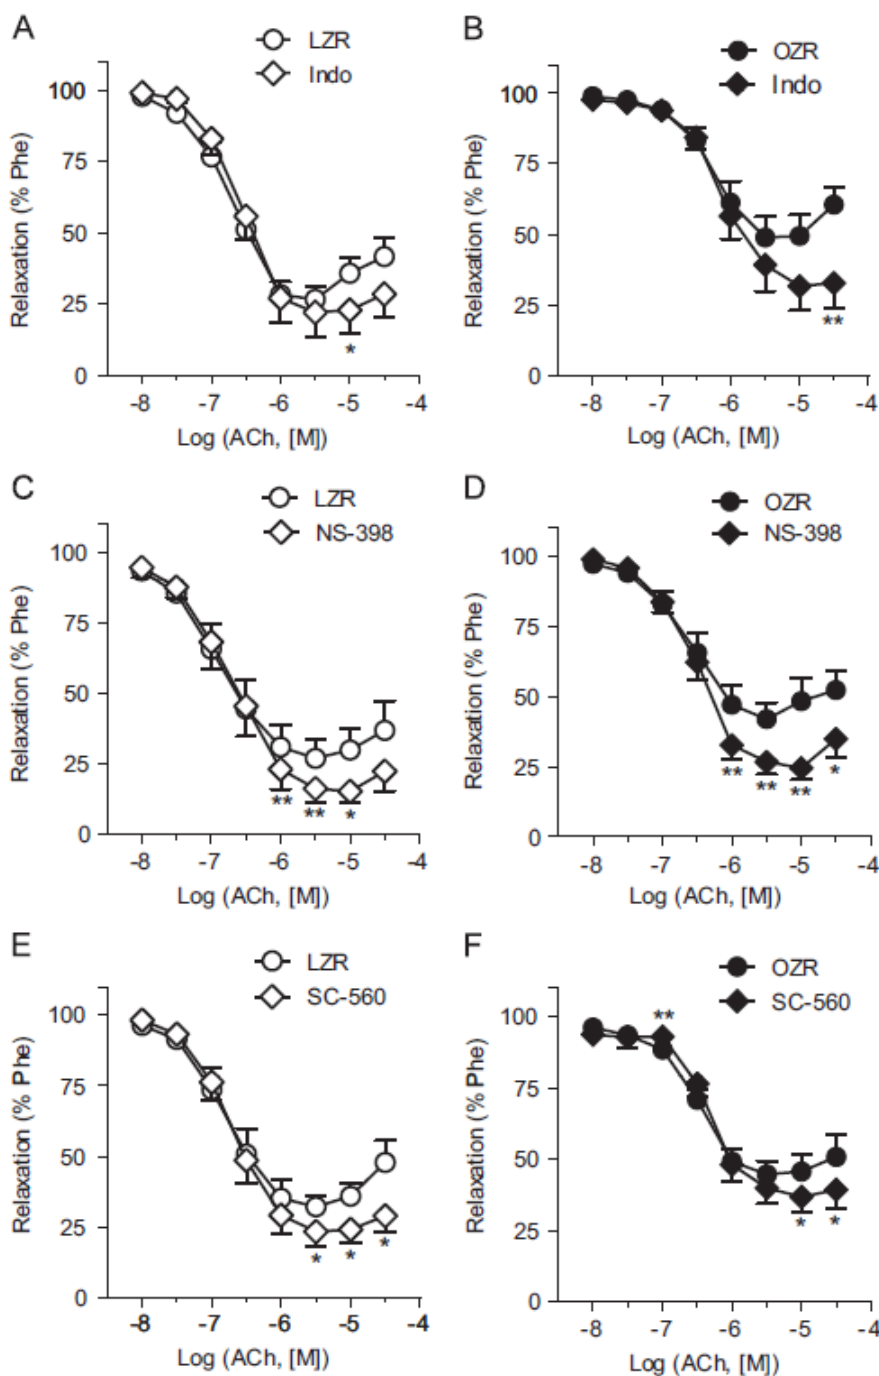 A
LZR
Indo
Relaxation (% Phe)
100
75
50
25
0
*
-8 -7 -6 -5 -4
Log (ACh, [M])
B
OZR
Indo
Relaxation (% Phe)
100
75
50
25
0
**
-8 -7 -6 -5 -4
Log (ACh, [M])
C
LZR
NS-398
Relaxation (% Phe)
100
75
50
25
0
** ** *
-8 -7 -6 -5 -4
Log (ACh, [M])
D
OZR
NS-398
Relaxation (% Phe)
100
75
50
25
0
** ** ** *
-8 -7 -6 -5 -4
Log (ACh, [M])
E
LZR
SC-560
Relaxation (% Phe)
100
75
50
25
0
* * *
-8 -7 -6 -5 -4
Log (ACh, [M])
F
OZR
SC-560
Relaxation (% Phe)
100
75
50
25
0
**
* *
-8 -7 -6 -5 -4
Log (ACh, [M])